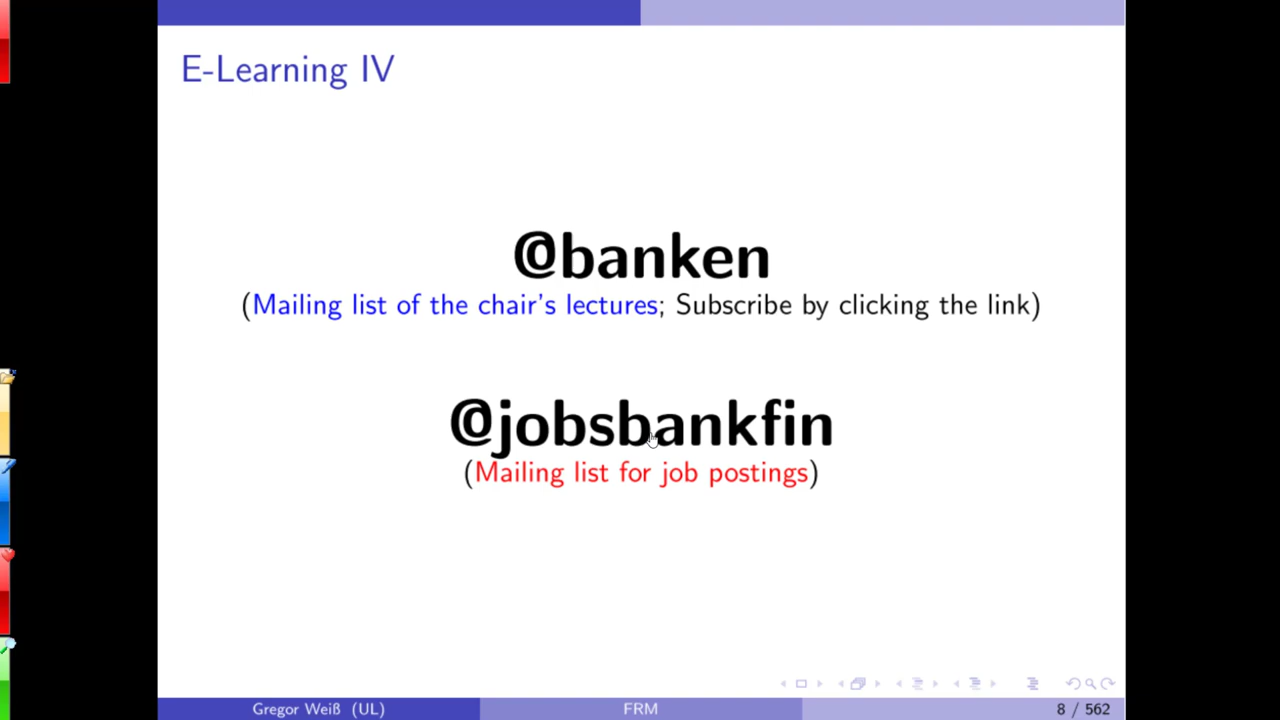 E-Learning IV
@banken
(Mailing list of the chair's lectures; Subscribe by clicking the link)
@jobsbankfin
(Mailing list for job postings)
Gregor Weiß (UL) FRM 8 / 562